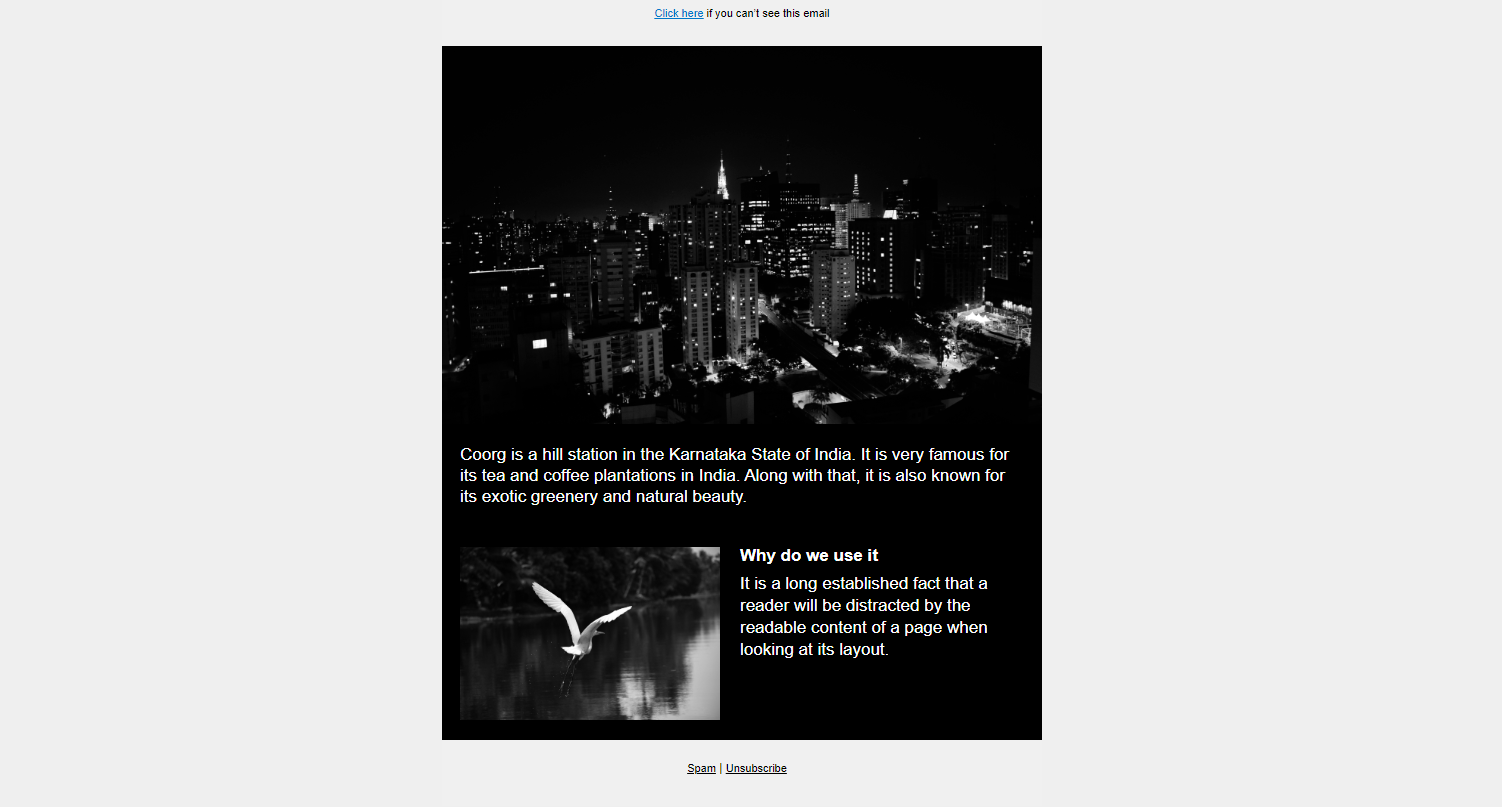 Click here if you can't see this email
Coorg is a hill station in the Karnataka State of India. It is very famous for
its tea and coffee plantations in India. Along with that, it is also known for
its exotic greenery and natural beauty.
Why do we use it
It is a long established fact that a
reader will be distracted by the
readable content of a page when
looking at its layout.
Spam | Unsubscribe